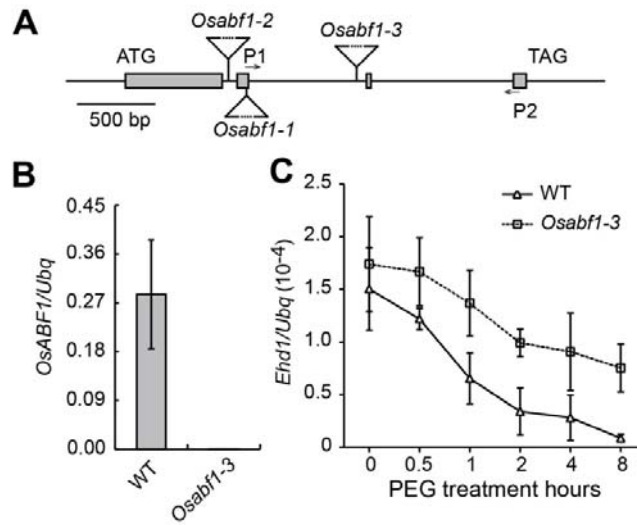 A
Osabf1-2
Osabf1-3
ATG
P1
TAG
500 bp
Osabf1-1
P2
B
OsABF1/Ubq
0.45
0.36
0.27
0.18
0.09
0.00
WT
Osabf1-3
C
Ehd1/Ubq (10-4)
2.5
2.0
1.5
1.0
0.5
0
WT
Osabf1-3
0 0.5 1 2 4 8
PEG treatment hours